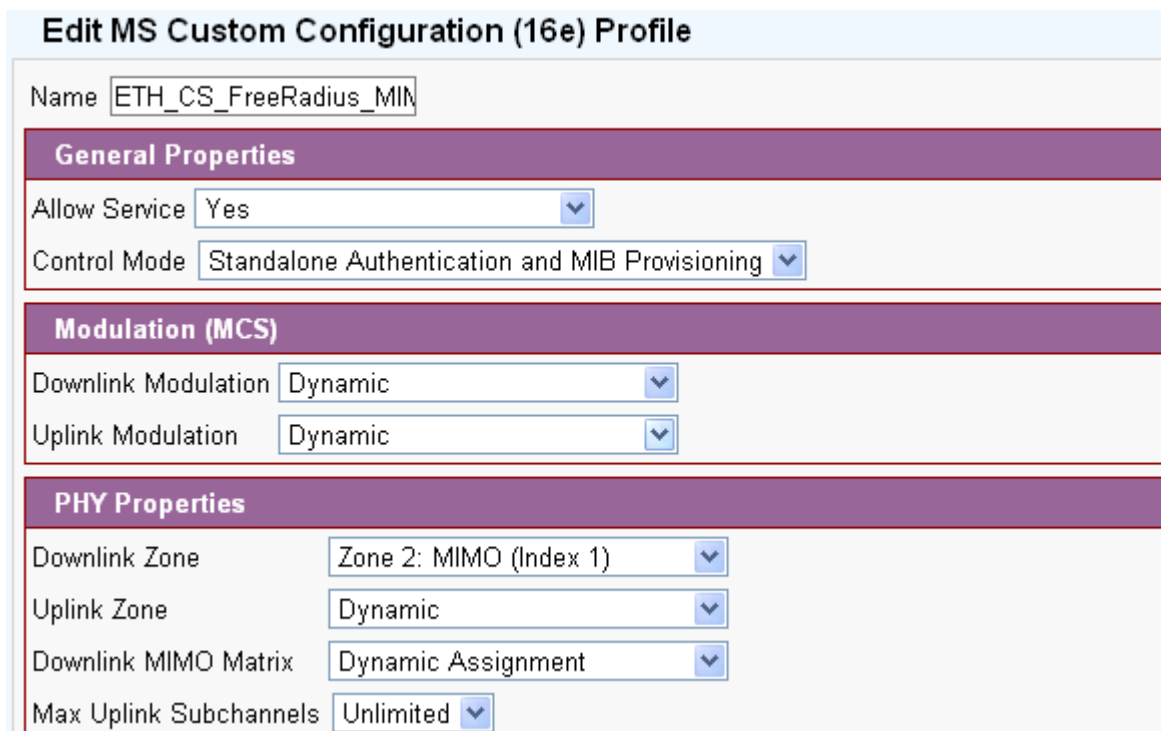 Edit MS Custom Configuration (16e) Profile
Name ETH_CS_FreeRadius_MIM
General Properties
Allow Service Yes
Control Mode Standalone Authentication and MIB Provisioning
Modulation (MCS)
Downlink Modulation Dynamic
Uplink Modulation Dynamic
PHY Properties
Downlink Zone Zone 2: MIMO (Index 1)
Uplink Zone Dynamic
Downlink MIMO Matrix Dynamic Assignment
Max Uplink Subchannels Unlimited